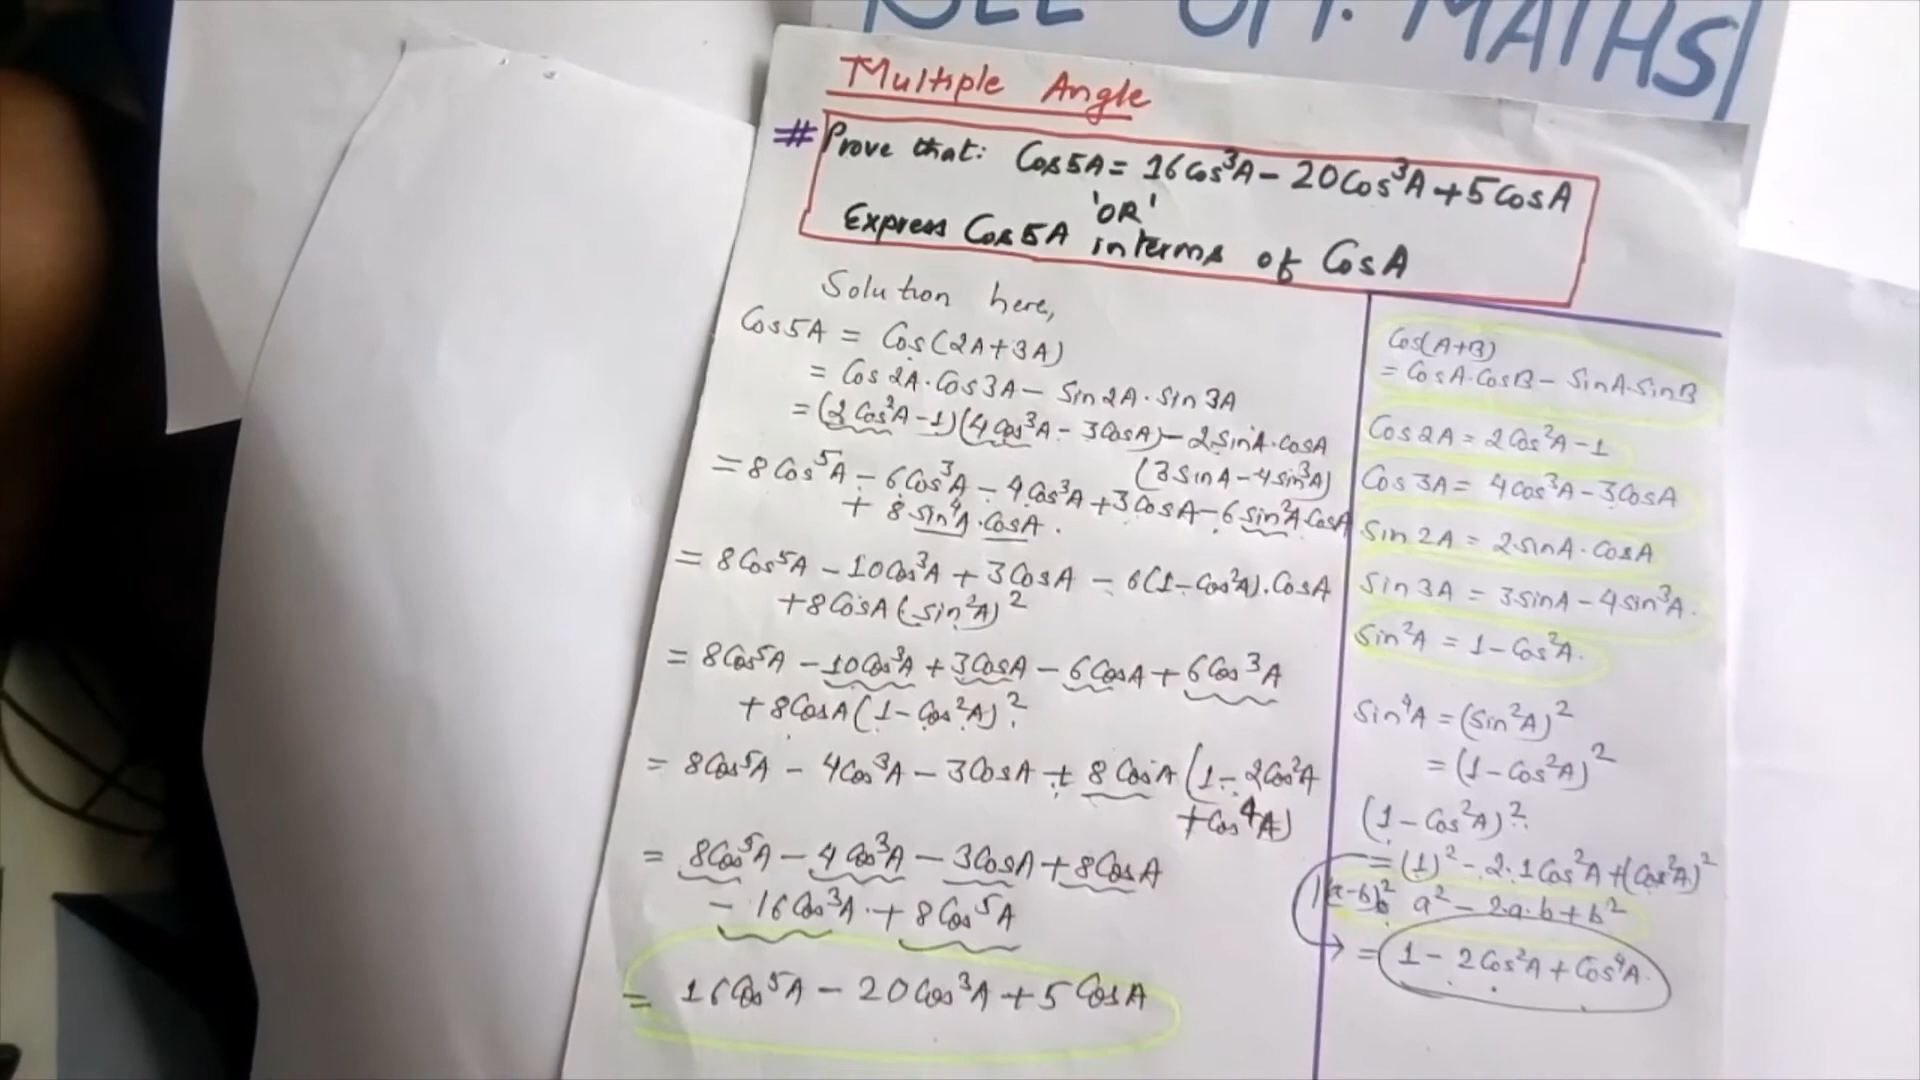 SEE OPT. MATHS
Multiple Angle
# Prove that: Cos5A = 16Cos³A - 20Cos³A + 5CosA
'OR'
Express Cos5A interms of CosA
Solution here,
Cos5A = Cos(2A+3A)
= Cos2A·Cos3A - Sin2A·Sin3A
= (2Cos²A-1)(4Cos³A - 3CosA) - 2SinA·CosA
(3SinA-4Sin³A)
= 8Cos⁵A - 6Cos³A - 4Cos³A + 3CosA - 6Sin²A·CosA
+ 8Sin⁴A·CosA.
= 8Cos⁵A - 10Cos³A + 3CosA - 6(1-Cos²A).CosA
+8CosA(Sin²A)²
= 8Cos⁵A - 10Cos³A + 3CosA - 6CosA + 6Cos³A
+ 8CosA(1-Cos²A)²
= 8Cos⁵A - 4Cos³A - 3CosA + 8CosA (1-2Cos²A
+Cos⁴A)
= 8Cos⁵A - 4Cos³A - 3CosA + 8CosA
- 16Cos³A + 8Cos⁵A
= 16Cos⁵A - 20Cos³A + 5CosA
Cos(A+B)
= CosA·CosB - SinA·SinB
Cos2A = 2Cos²A-1
Cos3A = 4Cos³A-3CosA
Sin2A = 2SinA·CosA
Sin3A = 3SinA-4Sin³A.
Sin²A = 1-Cos²A.
Sin⁴A = (Sin²A)²
= (1-Cos²A)²
(1-Cos²A)²
= (1)² - 2·1Cos²A + (Cos²A)²
(a-b)² a² - 2a·b + b²
= 1 - 2Cos²A + Cos⁴A.